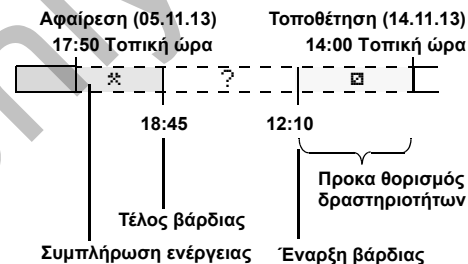 Αφαίρεση (05.11.13) Τοποθέτηση (14.11.13)
17:50 Τοπική ώρα 14:00 Τοπική ώρα
?
18:45 12:10
Προκα θορισμός
δραστηριοτήτων
Τέλος βάρδιας
Συμπλήρωση ενέργειας Έναρξη βάρδιας